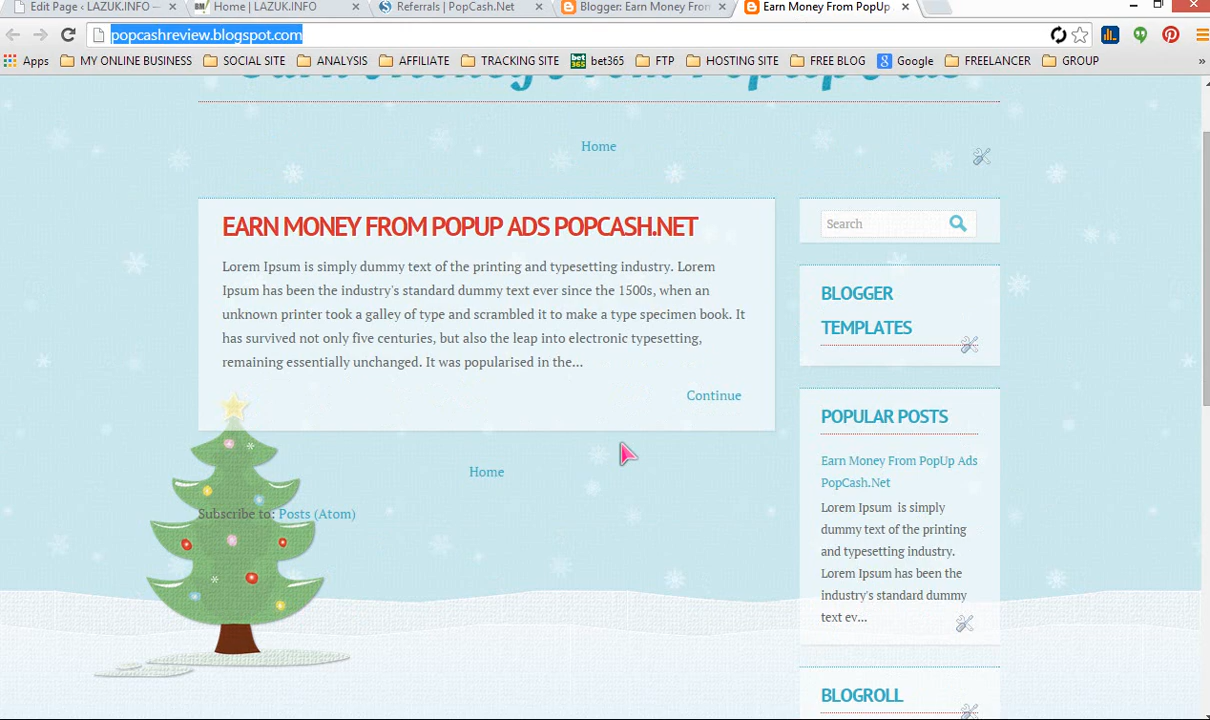 Edit Page ‹ LAZUK.INFO —
Home | LAZUK.INFO
Referrals | PopCash.Net
Blogger: Earn Money From
Earn Money From PopUp
popcashreview.blogspot.com
Apps
MY ONLINE BUSINESS
SOCIAL SITE
ANALYSIS
AFFILIATE
TRACKING SITE
bet365
FTP
HOSTING SITE
FREE BLOG
Google
FREELANCER
GROUP
»
Earn Money From PopUp Ads
Home
EARN MONEY FROM POPUP ADS POPCASH.NET
Lorem Ipsum is simply dummy text of the printing and typesetting industry. Lorem
Ipsum has been the industry's standard dummy text ever since the 1500s, when an
unknown printer took a galley of type and scrambled it to make a type specimen book. It
has survived not only five centuries, but also the leap into electronic typesetting,
remaining essentially unchanged. It was popularised in the...
Continue
Home
Subscribe to: Posts (Atom)
Search
BLOGGER
TEMPLATES
POPULAR POSTS
Earn Money From PopUp Ads
PopCash.Net
Lorem Ipsum  is simply
dummy text of the printing
and typesetting industry.
Lorem Ipsum has been the
industry's standard dummy
text ev...
BLOGROLL